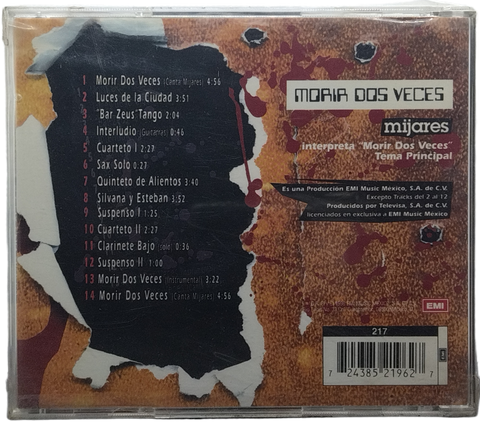 1 Morir Dos Veces (Canta Mijares) 4:56
2 Luces de la Ciudad 3:51
3 "Bar Zeus" Tango 2:04
4 Interludio (Guitarras) 0:46
5 Cuarteto I 2:27
6 Sax Solo 0:27
7 Quinteto de Alientos 3:40
8 Silvana y Esteban 3:52
9 Suspenso I 1:25
10 Cuarteto II 2:27
11 Clarinete Bajo (solo) 0:36
12 Suspenso II 1:00
13 Morir Dos Veces (Instrumental) 3:22
14 Morir Dos Veces (Canta Mijares) 4:56
MORIR DOS VECES
mijares
interpreta "Morir Dos Veces"
Tema Principal
Es una Producción EMI Music México, S.A. de C.V.
Excepto Tracks del 2 al 12
Producidos por Televisa, S.A. de C.V.
licenciados en exclusiva a EMI Music México
EMI
217
7 24385 21962 7